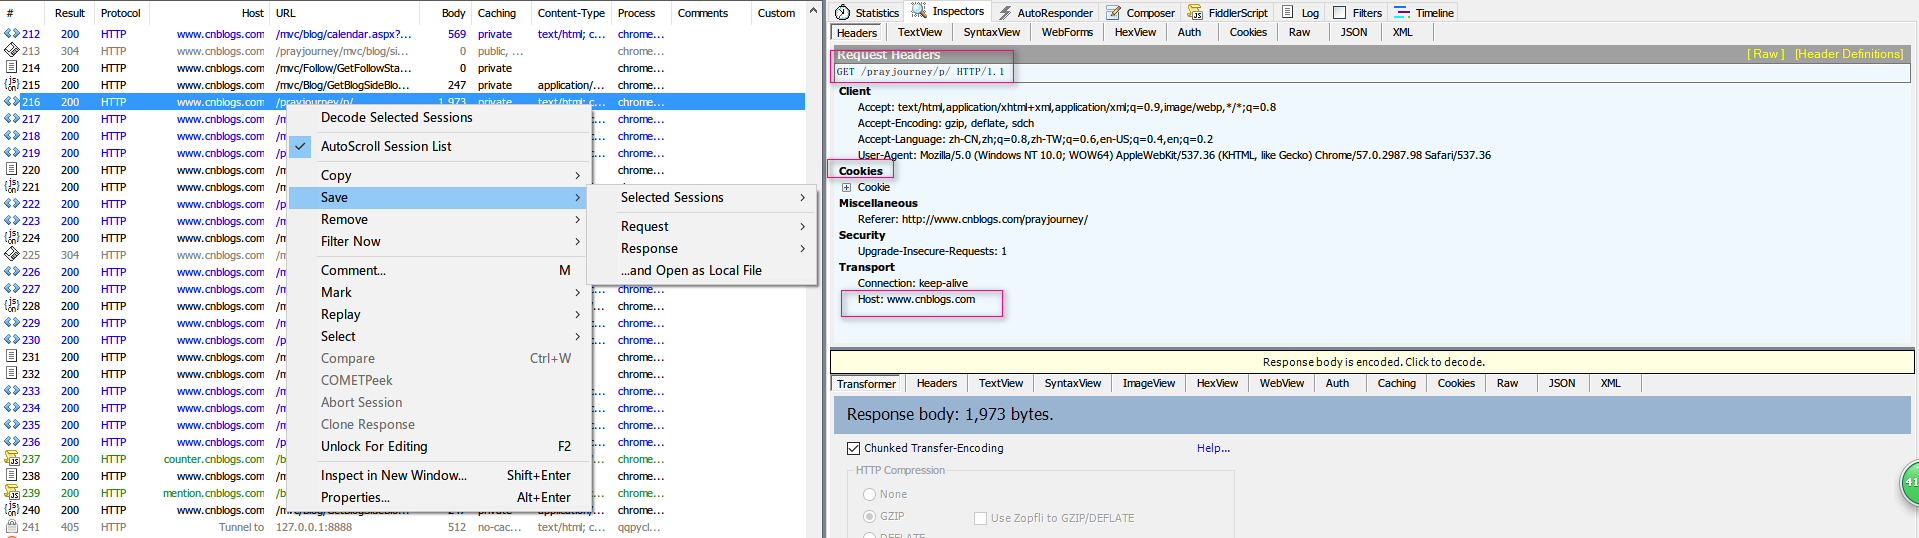 # Result Protocol Host URL Body Caching Content-Type Process Comments Custom
212 200 HTTP www.cnblogs.com /mvc/blog/calendar.aspx?... 569 private text/html; c... chrome...
213 304 HTTP www.cnblogs.com /prayjourney/mvc/blog/si... 0 public, ... chrome...
214 200 HTTP www.cnblogs.com /mvc/Follow/GetFollowSta... 0 private chrome...
215 200 HTTP www.cnblogs.com /mvc/Blog/GetBlogSideBlo... 247 private application/... chrome...
216 200 HTTP www.cnblogs.com /prayjourney/p/ 1,973 private text/html; c... chrome...
217 200 HTTP www.cnblogs.com chrome...
218 200 HTTP www.cnblogs.com chrome...
219 200 HTTP www.cnblogs.com chrome...
220 200 HTTP www.cnblogs.com chrome...
221 200 HTTP www.cnblogs.com chrome...
222 200 HTTP www.cnblogs.com chrome...
223 200 HTTP www.cnblogs.com chrome...
224 200 HTTP www.cnblogs.com chrome...
225 304 HTTP www.cnblogs.com chrome...
226 200 HTTP www.cnblogs.com chrome...
227 200 HTTP www.cnblogs.com chrome...
228 200 HTTP www.cnblogs.com chrome...
229 200 HTTP www.cnblogs.com chrome...
230 200 HTTP www.cnblogs.com chrome...
231 200 HTTP www.cnblogs.com chrome...
232 200 HTTP www.cnblogs.com chrome...
233 200 HTTP www.cnblogs.com chrome...
234 200 HTTP www.cnblogs.com chrome...
235 200 HTTP www.cnblogs.com chrome...
236 200 HTTP www.cnblogs.com chrome...
237 200 HTTP counter.cnblogs.com chrome...
238 200 HTTP www.cnblogs.com chrome...
239 200 HTTP mention.cnblogs.com chrome...
240 200 HTTP www.cnblogs.com /mvc/Blog/GetBlogSideBlo... 247 private application/... chrome...
241 405 HTTP Tunnel to 127.0.0.1:8888 512 no-cac... text/html; c... qqpycl...
Decode Selected Sessions
AutoScroll Session List
Copy
Save
Remove
Filter Now
Comment... M
Mark
Replay
Select
Compare Ctrl+W
COMETPeek
Abort Session
Clone Response
Unlock For Editing F2
Inspect in New Window... Shift+Enter
Properties... Alt+Enter
Selected Sessions
Request
Response
...and Open as Local File
Statistics Inspectors AutoResponder Composer FiddlerScript Log Filters Timeline
Headers TextView SyntaxView WebForms HexView Auth Cookies Raw JSON XML
Request Headers [ Raw ] [Header Definitions]
GET /prayjourney/p/ HTTP/1.1
Client
Accept: text/html,application/xhtml+xml,application/xml;q=0.9,image/webp,*/*;q=0.8
Accept-Encoding: gzip, deflate, sdch
Accept-Language: zh-CN,zh;q=0.8,zh-TW;q=0.6,en-US;q=0.4,en;q=0.2
User-Agent: Mozilla/5.0 (Windows NT 10.0; WOW64) AppleWebKit/537.36 (KHTML, like Gecko) Chrome/57.0.2987.98 Safari/537.36
Cookies
Cookie
Miscellaneous
Referer: http://www.cnblogs.com/prayjourney/
Security
Upgrade-Insecure-Requests: 1
Transport
Connection: keep-alive
Host: www.cnblogs.com
Response body is encoded. Click to decode.
Transformer Headers TextView SyntaxView ImageView HexView WebView Auth Caching Cookies Raw JSON XML
Response body: 1,973 bytes.
Chunked Transfer-Encoding Help...
HTTP Compression
None
GZIP Use Zopfli to GZIP/DEFLATE
DEFLATE
41